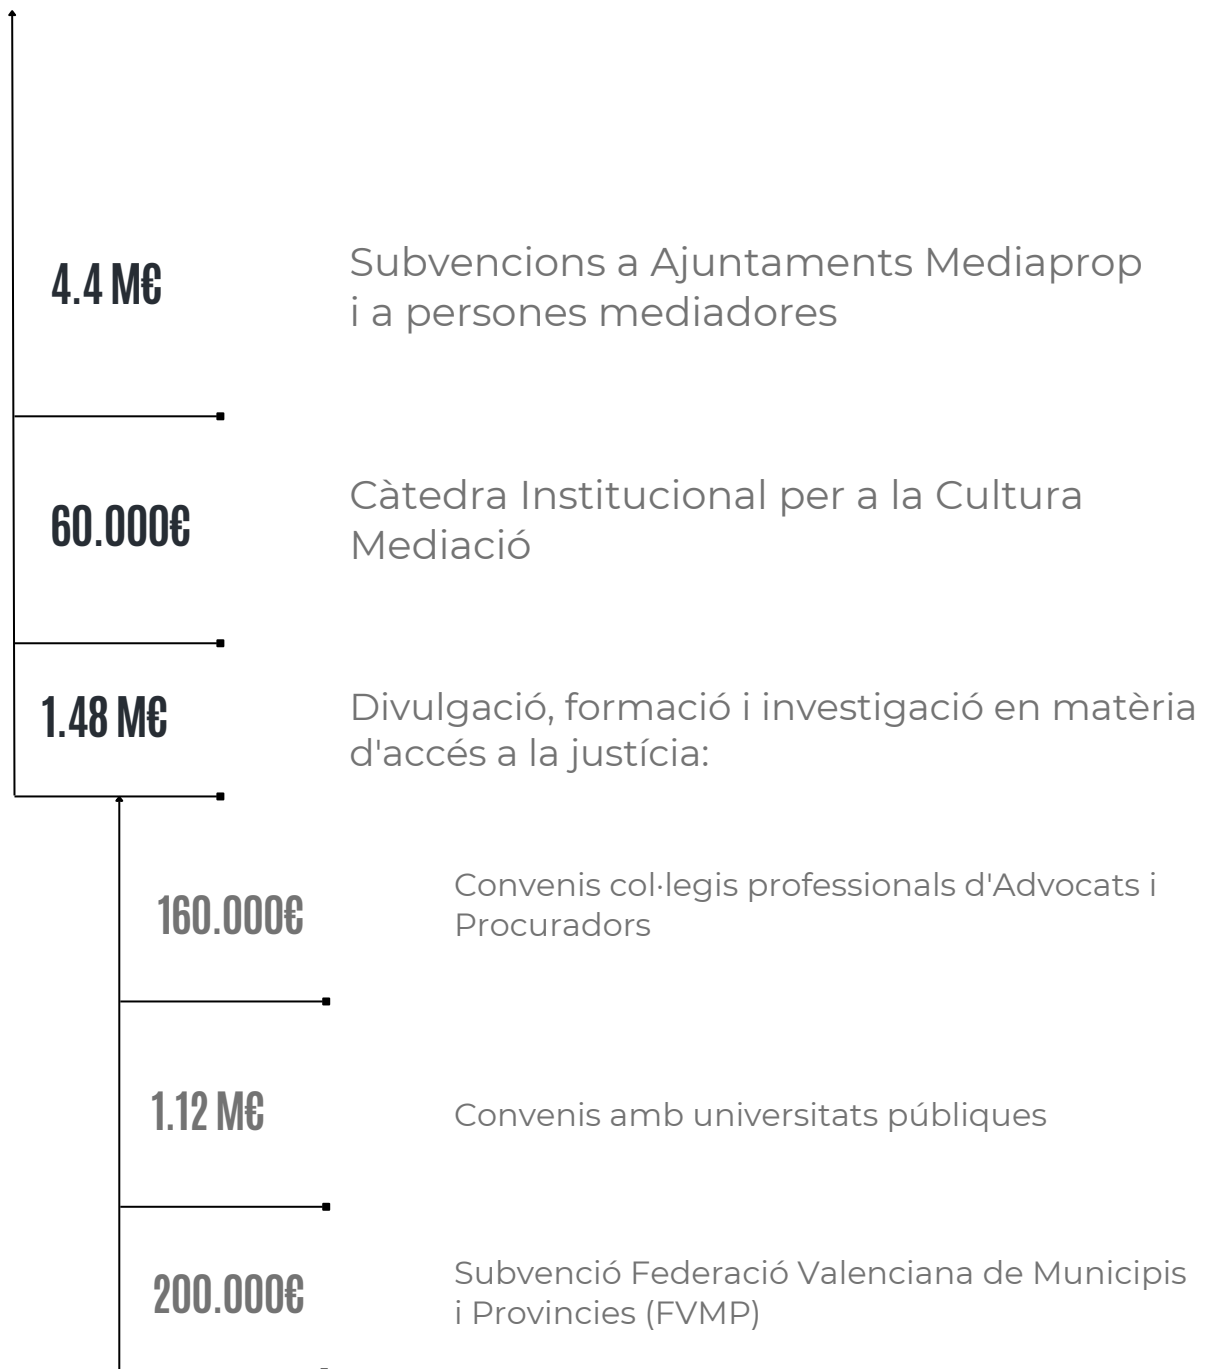 4.4 M€
Subvencions a Ajuntaments Mediaprop
i a persones mediadores
60.000€
Càtedra Institucional per a la Cultura
Mediació
1.48 M€
Divulgació, formació i investigació en matèria
d'accés a la justícia:
160.000€
Convenis col·legis professionals d'Advocats i
Procuradors
1.12 M€
Convenis amb universitats públiques
200.000€
Subvenció Federació Valenciana de Municipis
i Provincies (FVMP)